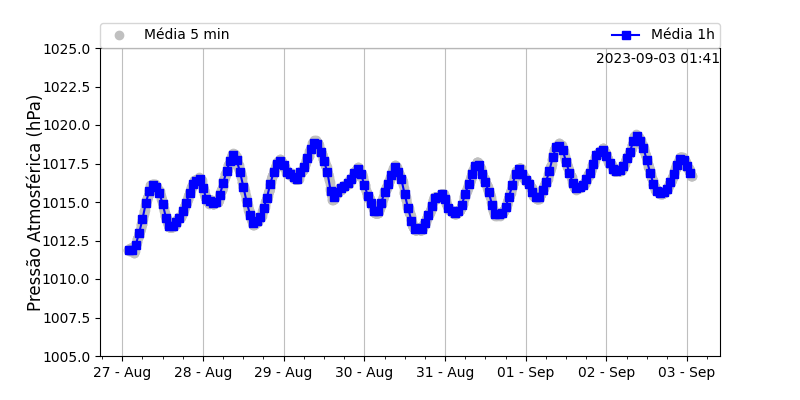 Média 5 min
Média 1h
2023-09-03 01:41
Pressão Atmosférica (hPa)
1025.0
1022.5
1020.0
1017.5
1015.0
1012.5
1010.0
1007.5
1005.0
27 - Aug
28 - Aug
29 - Aug
30 - Aug
31 - Aug
01 - Sep
02 - Sep
03 - Sep